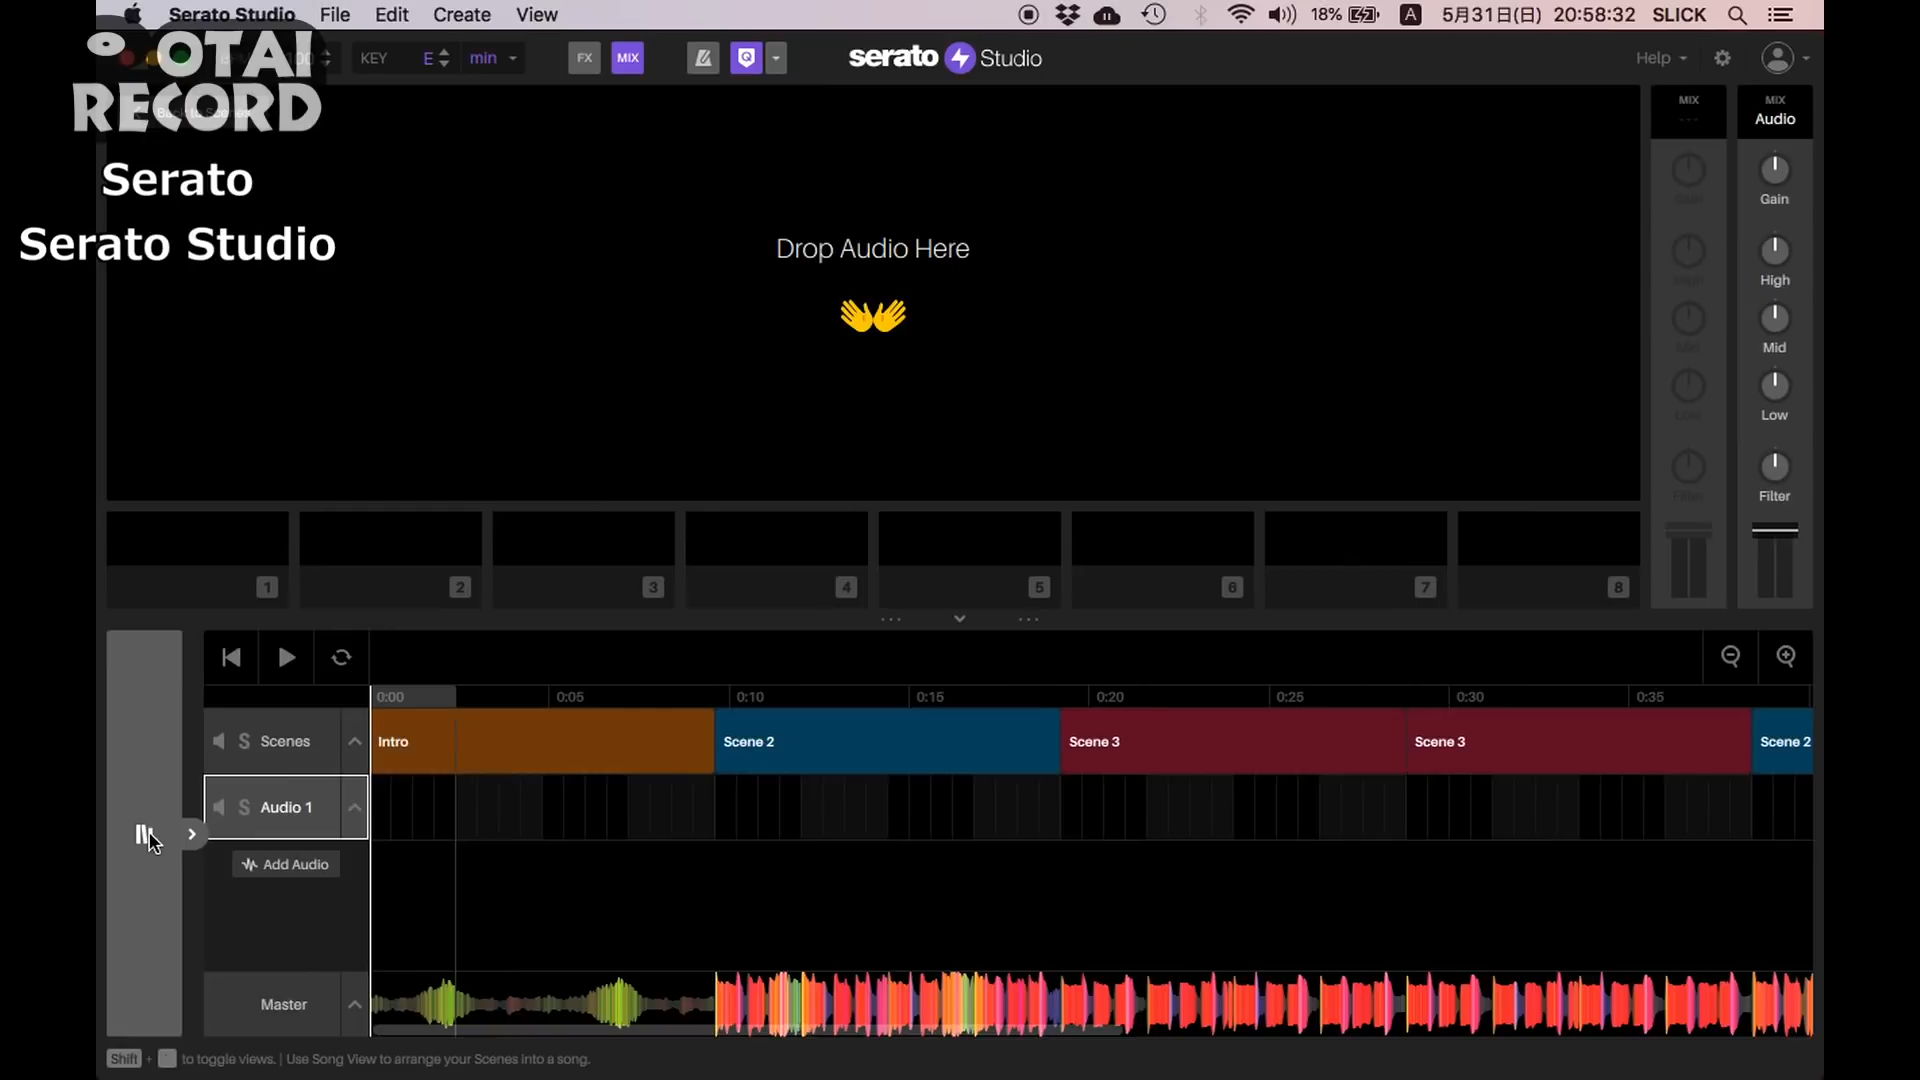 Serato Studio File Edit Create View 18% A 5月31日(日) 20:58:32 SLICK
OTAI
RECORD
KEY E min FX MIX serato Studio Help
Back to Scenes
Serato
Serato Studio
MIX
MIX
Audio
Gain
High
Mid
Low
Filter
Drop Audio Here
1 2 3 4 5 6 7 8
0:00 0:05 0:10 0:15 0:20 0:25 0:30 0:35
S Scenes Intro Scene 2 Scene 3 Scene 3 Scene 2
S Audio 1
Add Audio
Master
Shift + to toggle views. | Use Song View to arrange your Scenes into a song.